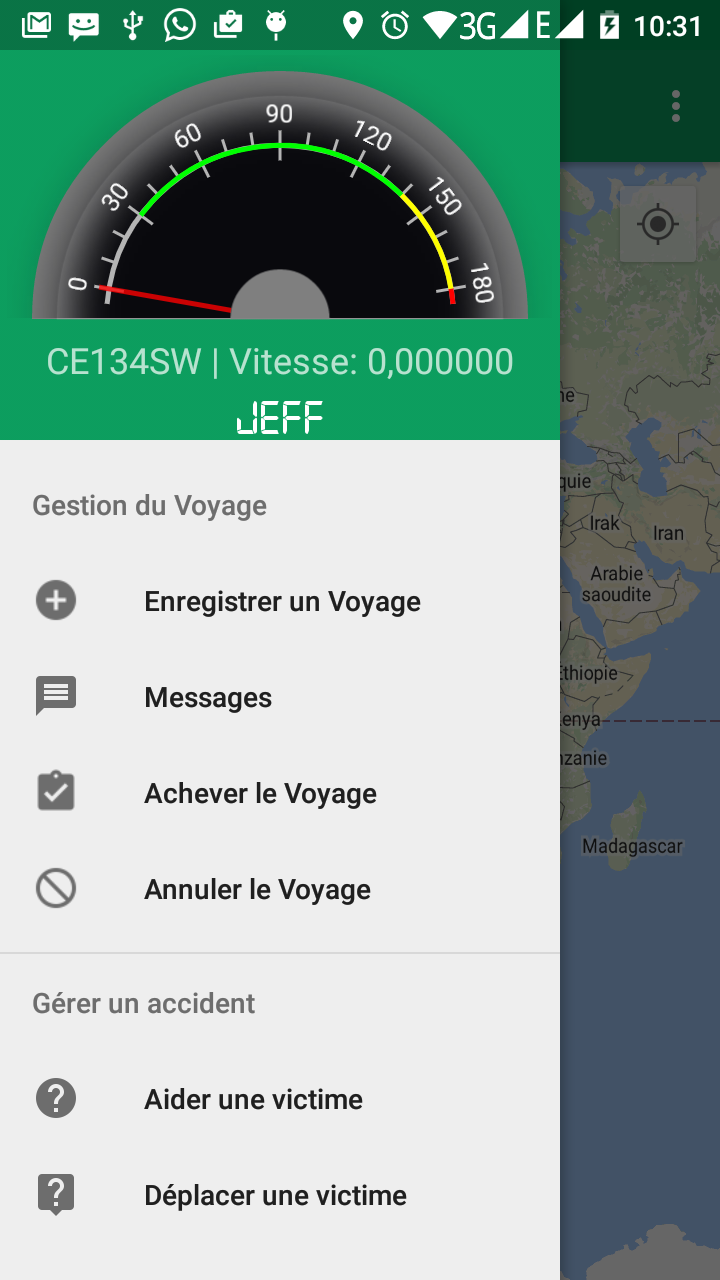 3G E 10:31
0 30 60 90 120 150 180
CE134SW | Vitesse: 0,000000
JEFF
Gestion du Voyage
Enregistrer un Voyage
Messages
Achever le Voyage
Annuler le Voyage
Gérer un accident
Aider une victime
Déplacer une victime
ne
quie
Irak
Iran
Arabie
saoudite
Ethiopie
enya
nzanie
Madagascar